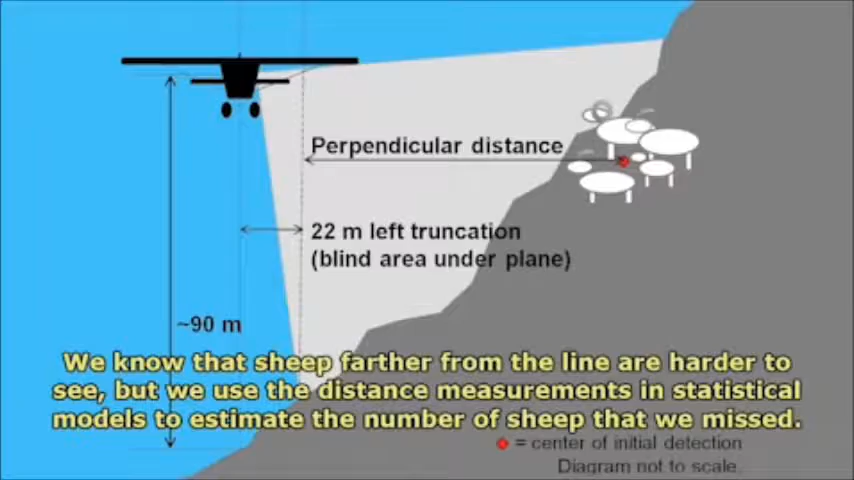 Perpendicular distance
22 m left truncation
(blind area under plane)
~90 m
We know that sheep farther from the line are harder to
see, but we use the distance measurements in statistical
models to estimate the number of sheep that we missed.
= center of initial detection
Diagram not to scale.